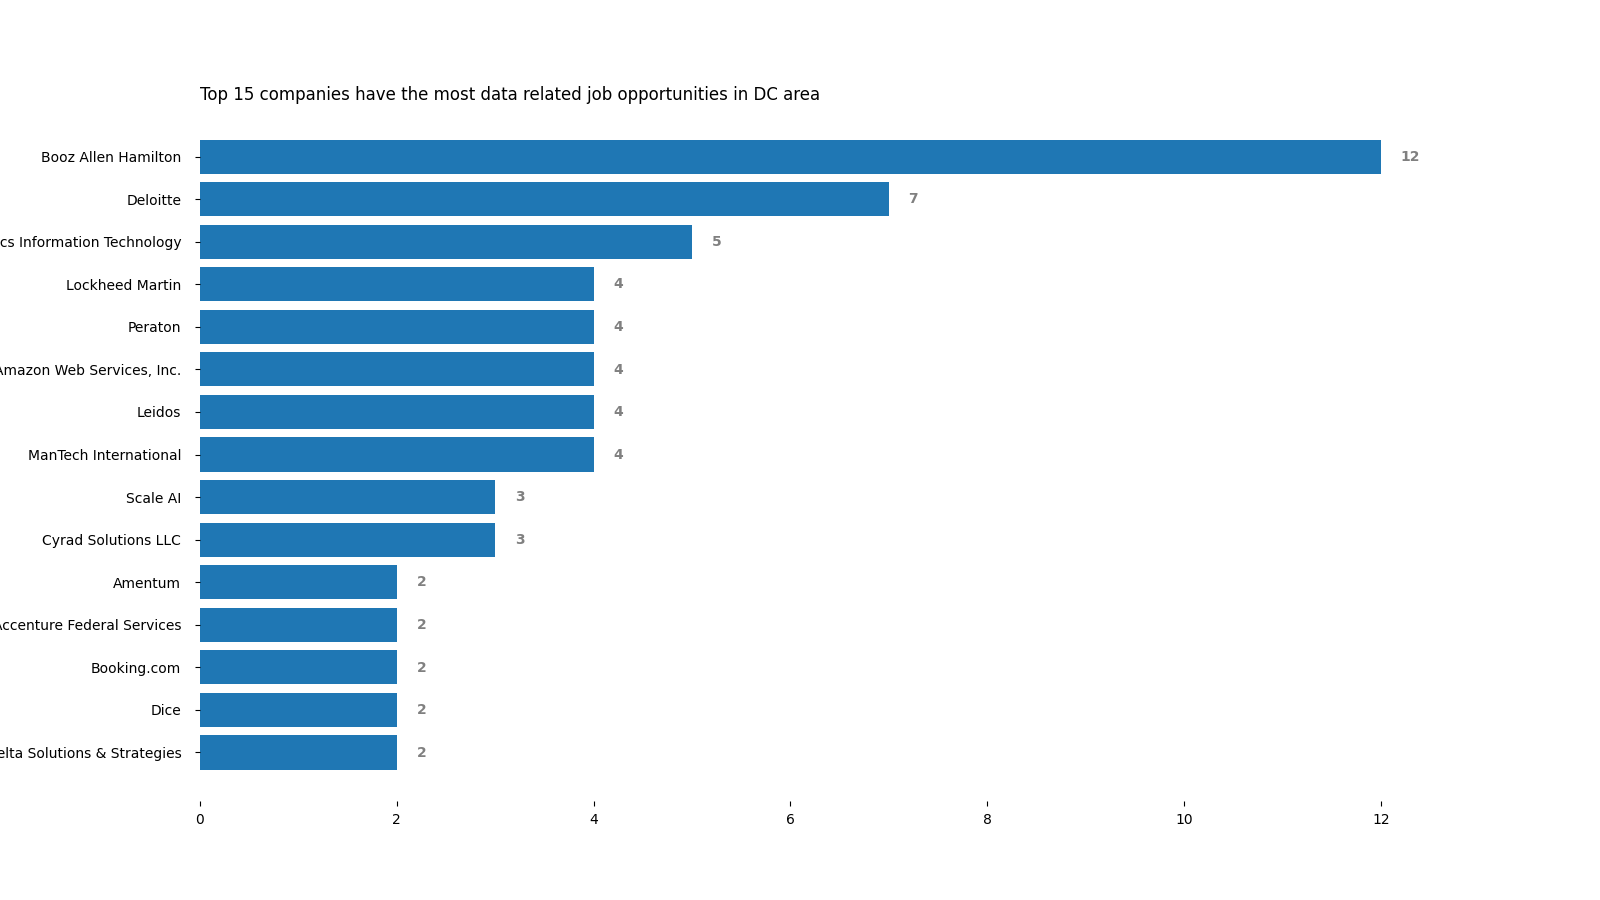 Top 15 companies have the most data related job opportunities in DC area
Booz Allen Hamilton 12
Deloitte 7
cs Information Technology 5
Lockheed Martin 4
Peraton 4
Amazon Web Services, Inc. 4
Leidos 4
ManTech International 4
Scale AI 3
Cyrad Solutions LLC 3
Amentum 2
Accenture Federal Services 2
Booking.com 2
Dice 2
elta Solutions & Strategies 2
0 2 4 6 8 10 12